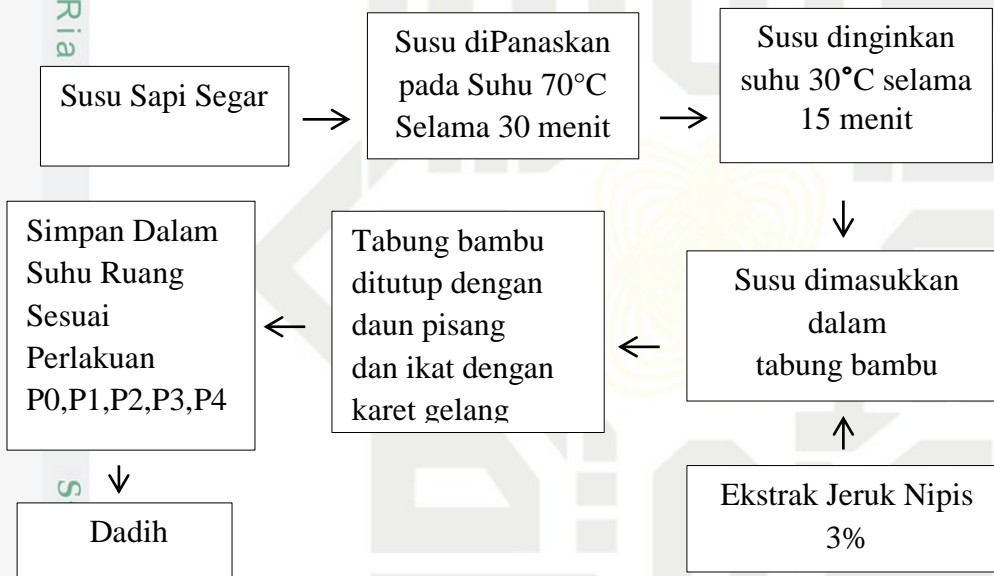 Ria
Susu Sapi Segar
Susu diPanaskan
pada Suhu 70°C
Selama 30 menit
Susu dinginkan
suhu 30°C selama
15 menit
Susu dimasukkan
dalam
tabung bambu
Ekstrak Jeruk Nipis
3%
Tabung bambu
ditutup dengan
daun pisang
dan ikat dengan
karet gelang
Simpan Dalam
Suhu Ruang
Sesuai
Perlakuan
P0,P1,P2,P3,P4
Dadih